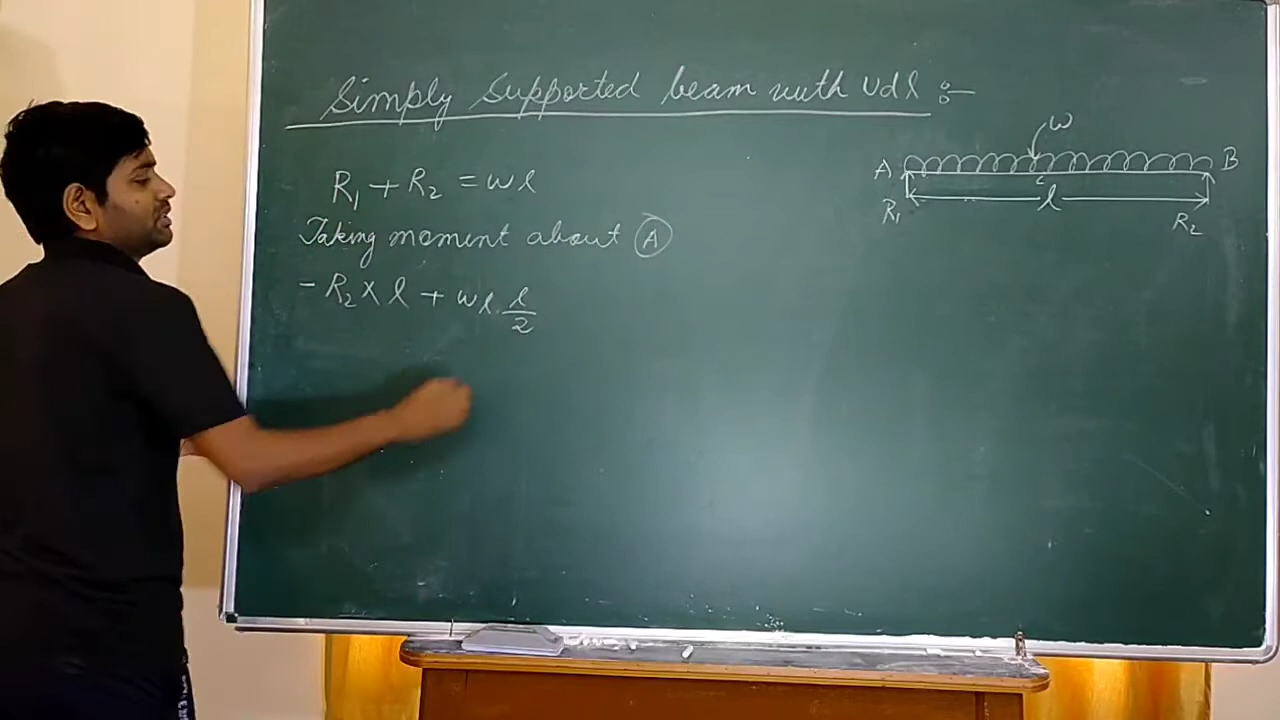 Simply Supported beam with Udl :-
R₁ + R₂ = wl
Taking moment about A
- R₂ × l + wl. l/2
w
A B
c
l
R₁ R₂